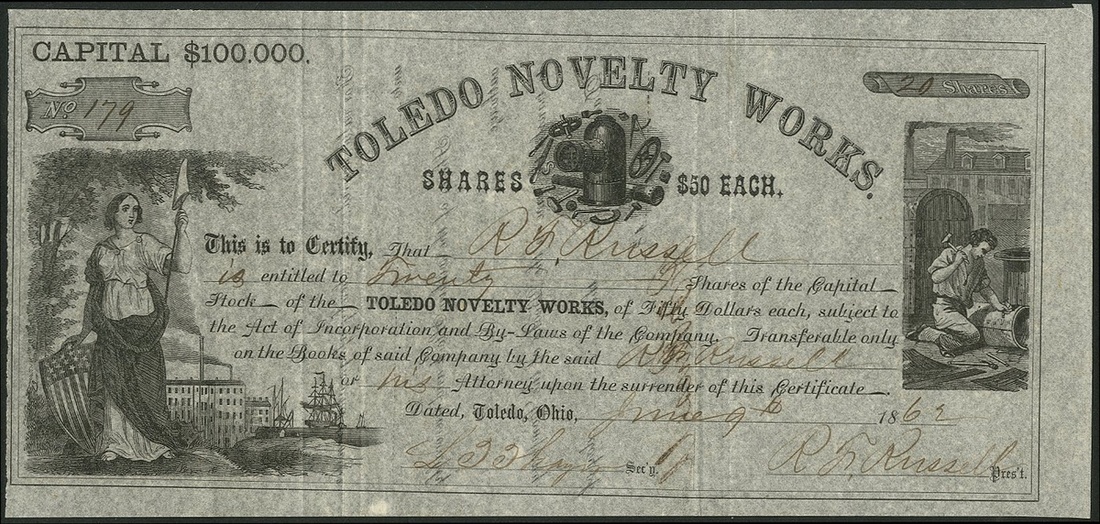 CAPITAL $100.000.
No. 179
TOLEDO NOVELTY WORKS.
20 Shares
SHARES $50 EACH.
This is to Certify, That R. F. Russell
is entitled to Twenty Shares of the Capital
Stock of the TOLEDO NOVELTY WORKS, of Fifty Dollars each, subject to
the Act of Incorporation and By-Laws of the Company. Transferable only
on the Books of said Company by the said R. F. Russell
or his Attorney upon the surrender of this Certificate.
Dated, Toledo, Ohio, June 9th 1862
Sec'y. R. F. Russell Pres't.